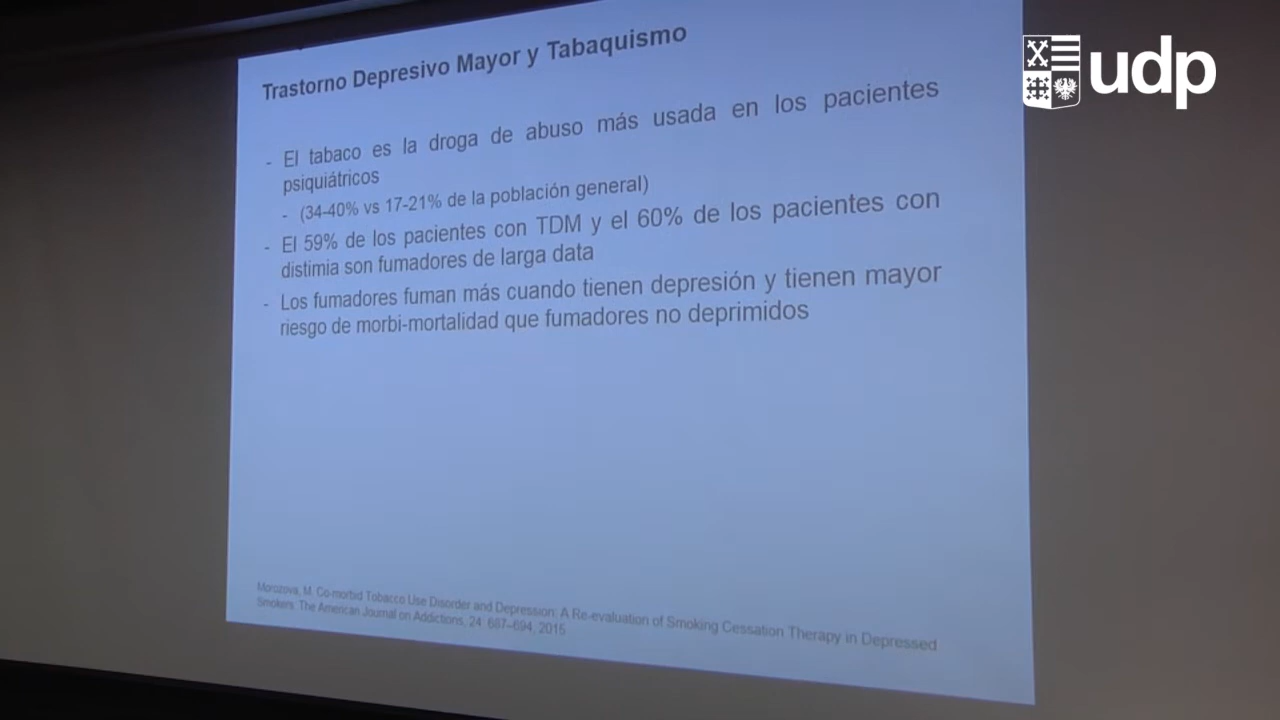 Trastorno Depresivo Mayor y Tabaquismo
udp
- El tabaco es la droga de abuso más usada en los pacientes
psiquiátricos
- (34-40% vs 17-21% de la población general)
- El 59% de los pacientes con TDM y el 60% de los pacientes con
distimia son fumadores de larga data
- Los fumadores fuman más cuando tienen depresión y tienen mayor
riesgo de morbi-mortalidad que fumadores no deprimidos
Morozova, M. Co-morbid Tobacco Use Disorder and Depression: A Re-evaluation of Smoking Cessation Therapy in Depressed
Smokers. The American Journal on Addictions, 24: 687–694, 2015